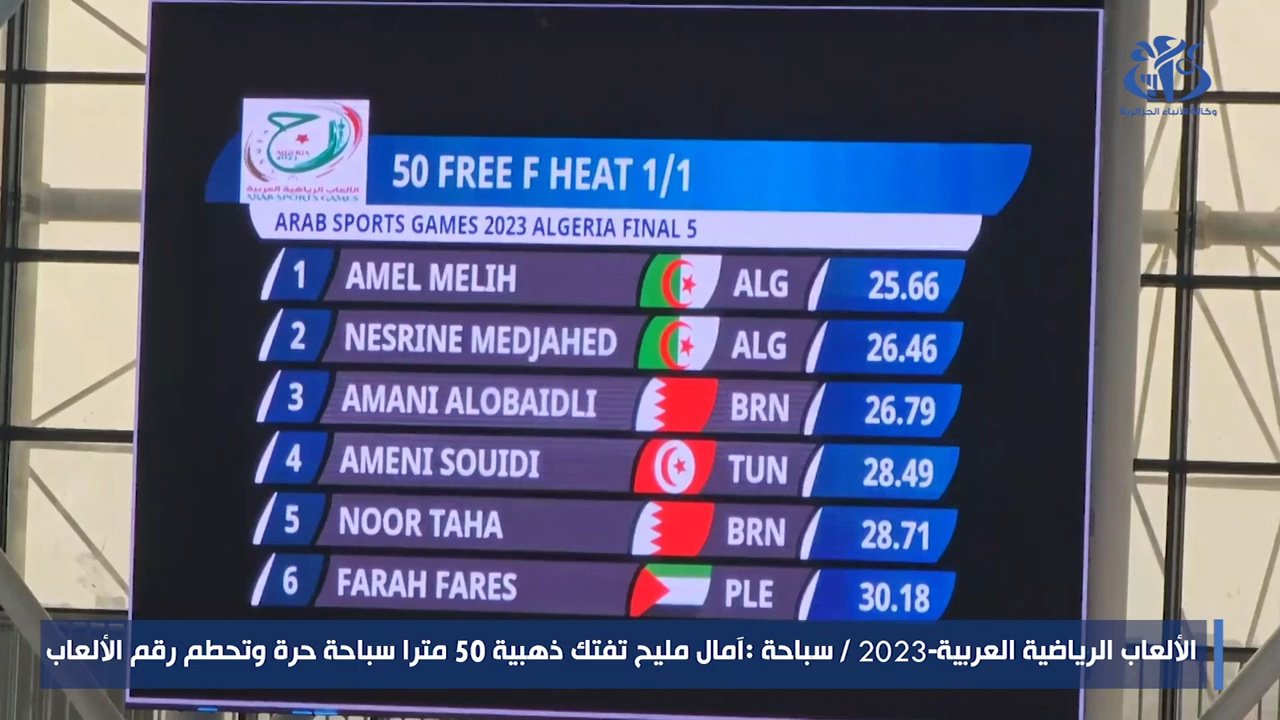 وكالة الأنباء الجزائرية
ALGERIA
2023
الألعاب الرياضية العربية
ARAB SPORTS GAMES
50 FREE F HEAT 1/1
ARAB SPORTS GAMES 2023 ALGERIA FINAL 5
1 AMEL MELIH ALG 25.66
2 NESRINE MEDJAHED ALG 26.46
3 AMANI ALOBAIDLI BRN 26.79
4 AMENI SOUIDI TUN 28.49
5 NOOR TAHA BRN 28.71
6 FARAH FARES PLE 30.18
الألعاب الرياضية العربية-2023 / سباحة :آمال مليح تفتك ذهبية 50 مترا سباحة حرة وتحطم رقم الألعاب